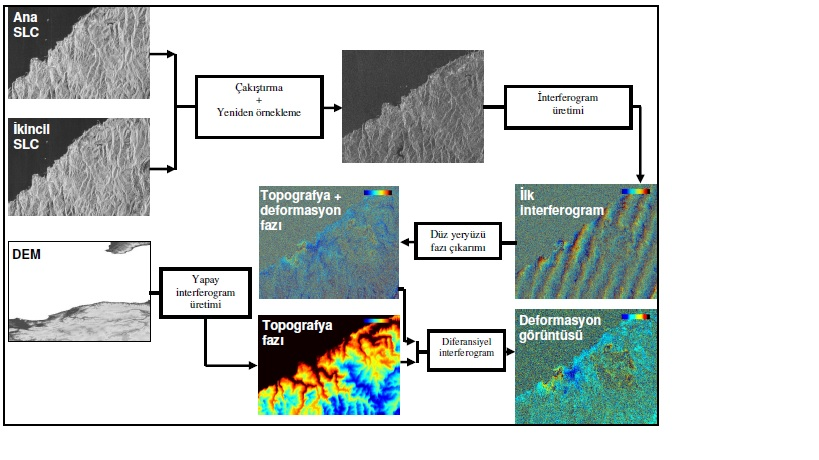 Ana
SLC
Çakıştırma
+
Yeniden örnekleme
İnterferogram
üretimi
İkincil
SLC
Topografya +
deformasyon
fazı
Düz yeryüzü
fazı çıkarımı
İlk
İnterferogram
DEM
Yapay
interferogram
üretimi
Topografya
fazı
Diferansiyel
interferogram
Deformasyon
görüntüsü